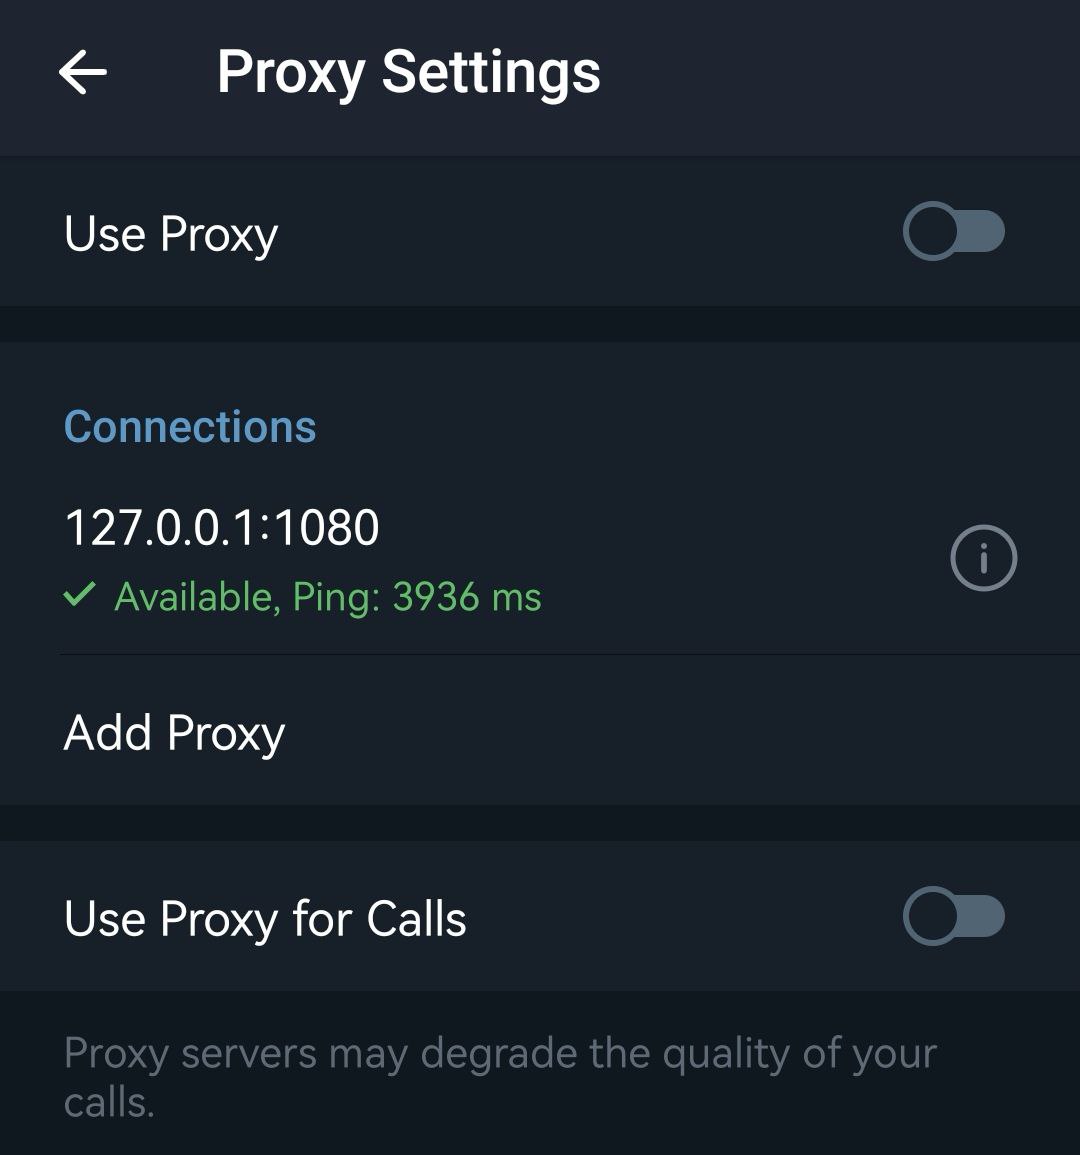 Proxy Settings
Use Proxy
Connections
127.0.0.1:1080
Available, Ping: 3936 ms
Add Proxy
Use Proxy for Calls
Proxy servers may degrade the quality of your
calls.